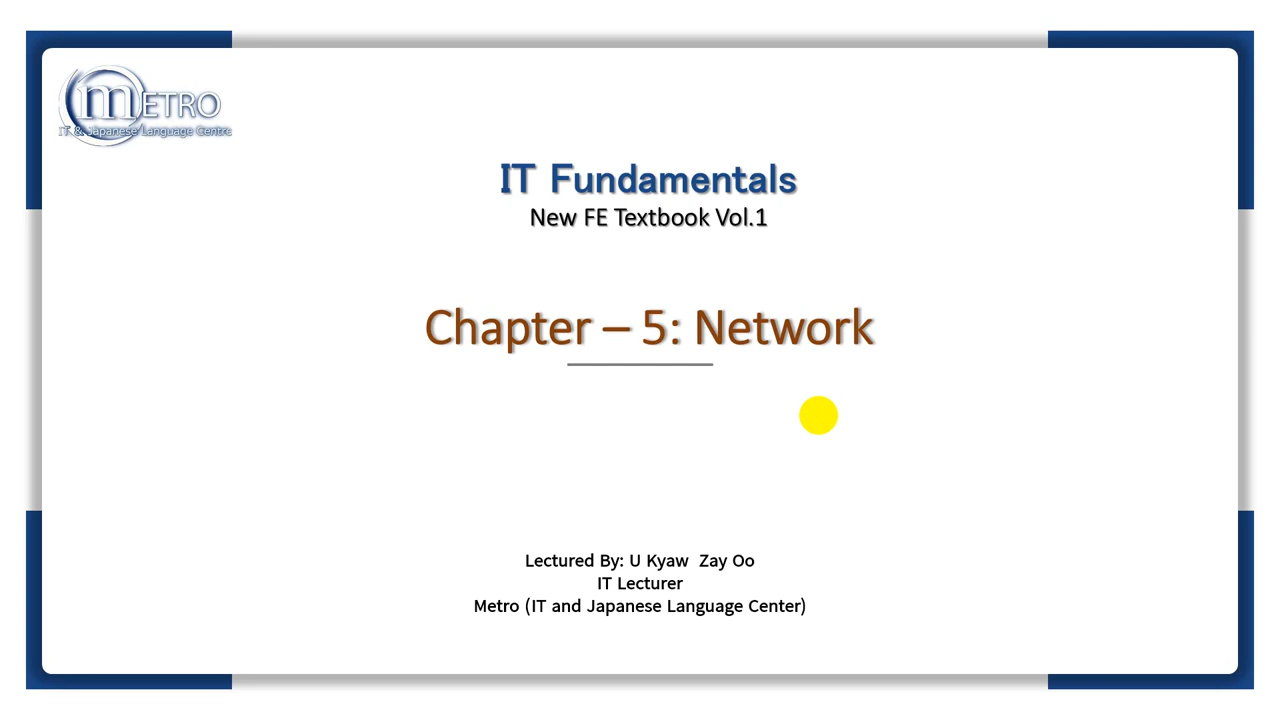 METRO
IT & Japanese Language Centre
IT Fundamentals
New FE Textbook Vol.1
Chapter – 5: Network
Lectured By: U Kyaw  Zay Oo
IT Lecturer
Metro (IT and Japanese Language Center)